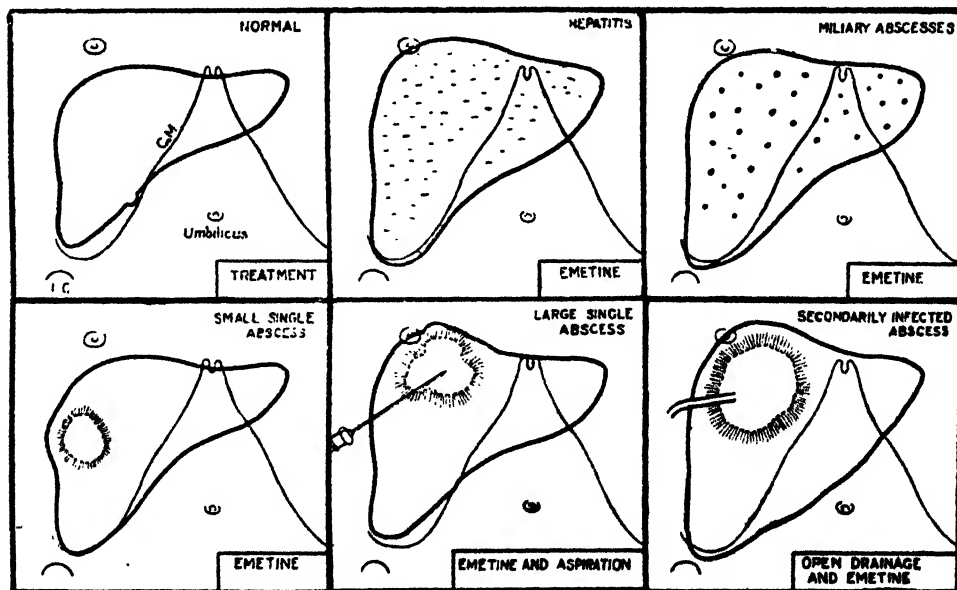 NORMAL
C.M
Umbilicus
I C
TREATMENT
HEPATITIS
EMETINE
MILIARY ABSCESSES
EMETINE
SMALL SINGLE
ABSCESS
EMETINE
LARGE SINGLE
ABSCESS
EMETINE AND ASPIRATION
SECONDARILY INFECTED
ABSCESS
OPEN DRAINAGE
AND EMETINE